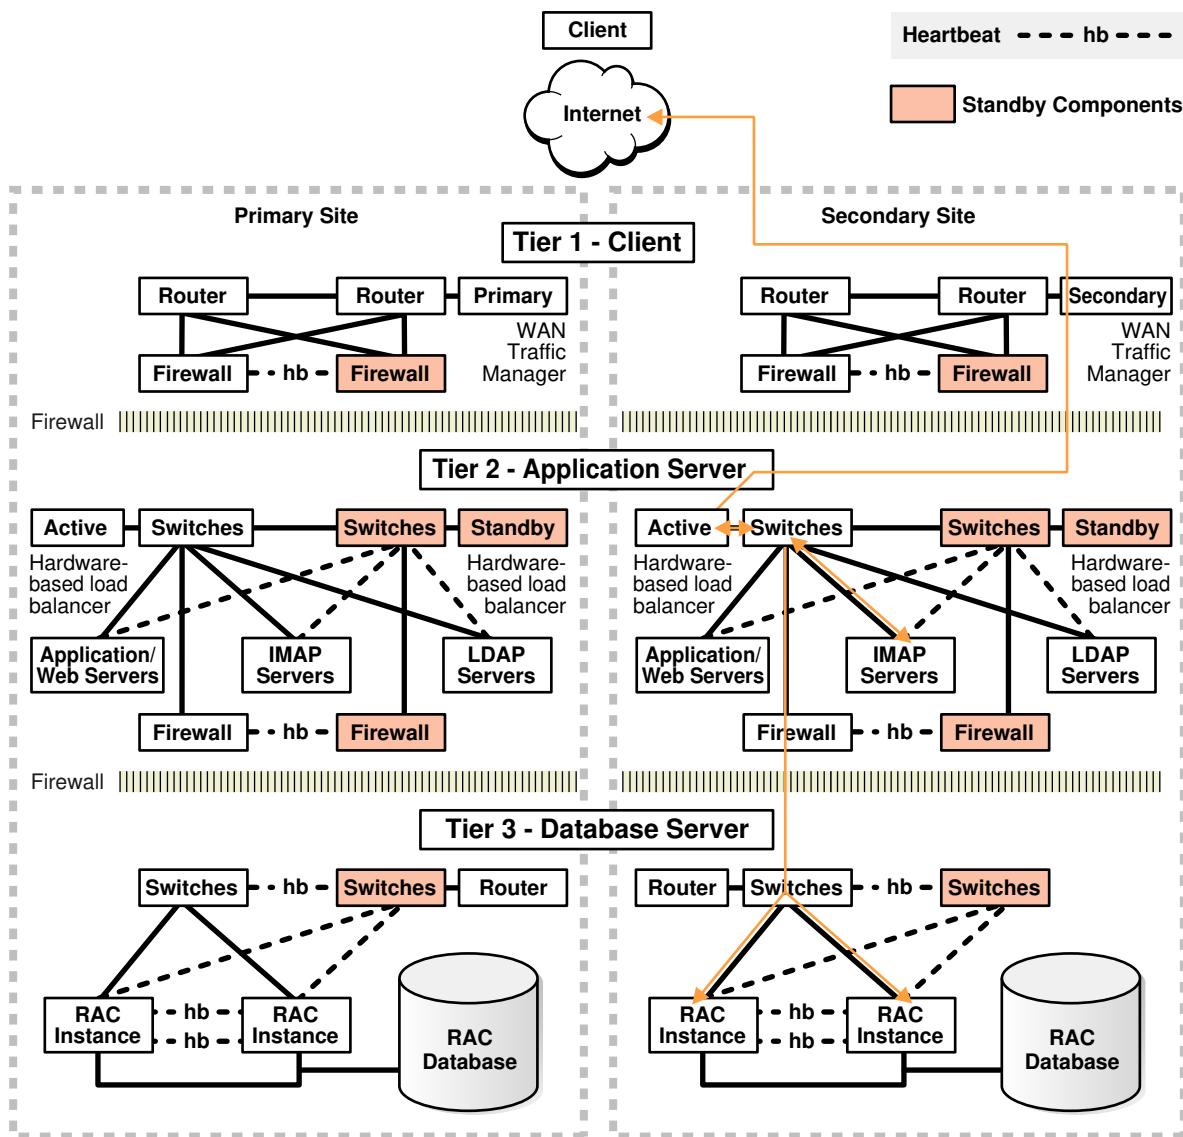 Client
Heartbeat hb
Internet
Standby Components
Primary Site
Secondary Site
Tier 1 - Client
Router
Router
Primary
Router
Router
Secondary
WAN
Traffic
Manager
WAN
Traffic
Manager
Firewall
hb
Firewall
Firewall
hb
Firewall
Firewall
Tier 2 - Application Server
Active
Switches
Switches
Standby
Active
Switches
Switches
Standby
Hardware-
based load
balancer
Hardware-
based load
balancer
Hardware-
based load
balancer
Hardware-
based load
balancer
Application/
Web Servers
IMAP
Servers
LDAP
Servers
Application/
Web Servers
IMAP
Servers
LDAP
Servers
Firewall
hb
Firewall
Firewall
hb
Firewall
Firewall
Tier 3 - Database Server
Switches
hb
Switches
Router
Router
Switches
hb
Switches
RAC
Instance
hb
hb
RAC
Instance
RAC
Database
RAC
Instance
hb
hb
RAC
Instance
RAC
Database